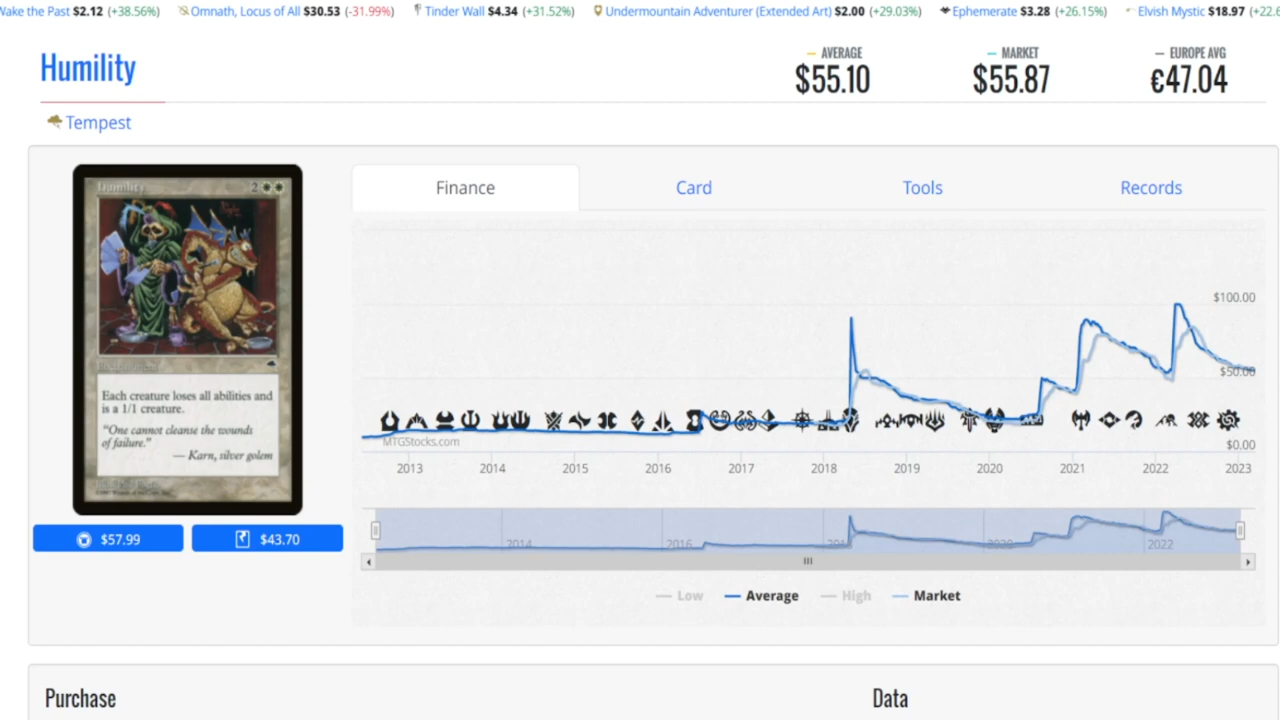 Wake the Past $2.12 (+38.56%) Omnath, Locus of All $30.53 (-31.99%) Tinder Wall $4.34 (+31.52%) Undermountain Adventurer (Extended Art) $2.00 (+29.03%) Ephemerate $3.28 (+26.15%) Elvish Mystic $18.97 (+22.6
Humility
AVERAGE MARKET EUROPE AVG
$55.10 $55.87 €47.04
Tempest
Finance Card Tools Records
Humility 2
Each creature loses all abilities and
is a 1/1 creature.
"One cannot cleanse the wounds
of failure."
— Karn, silver golem
$57.99 $43.70
$100.00
$50.00
$0.00
MTGStocks.com
2013 2014 2015 2016 2017 2018 2019 2020 2021 2022 2023
2014 2016 2018 2020 2022
Low Average High Market
Purchase Data